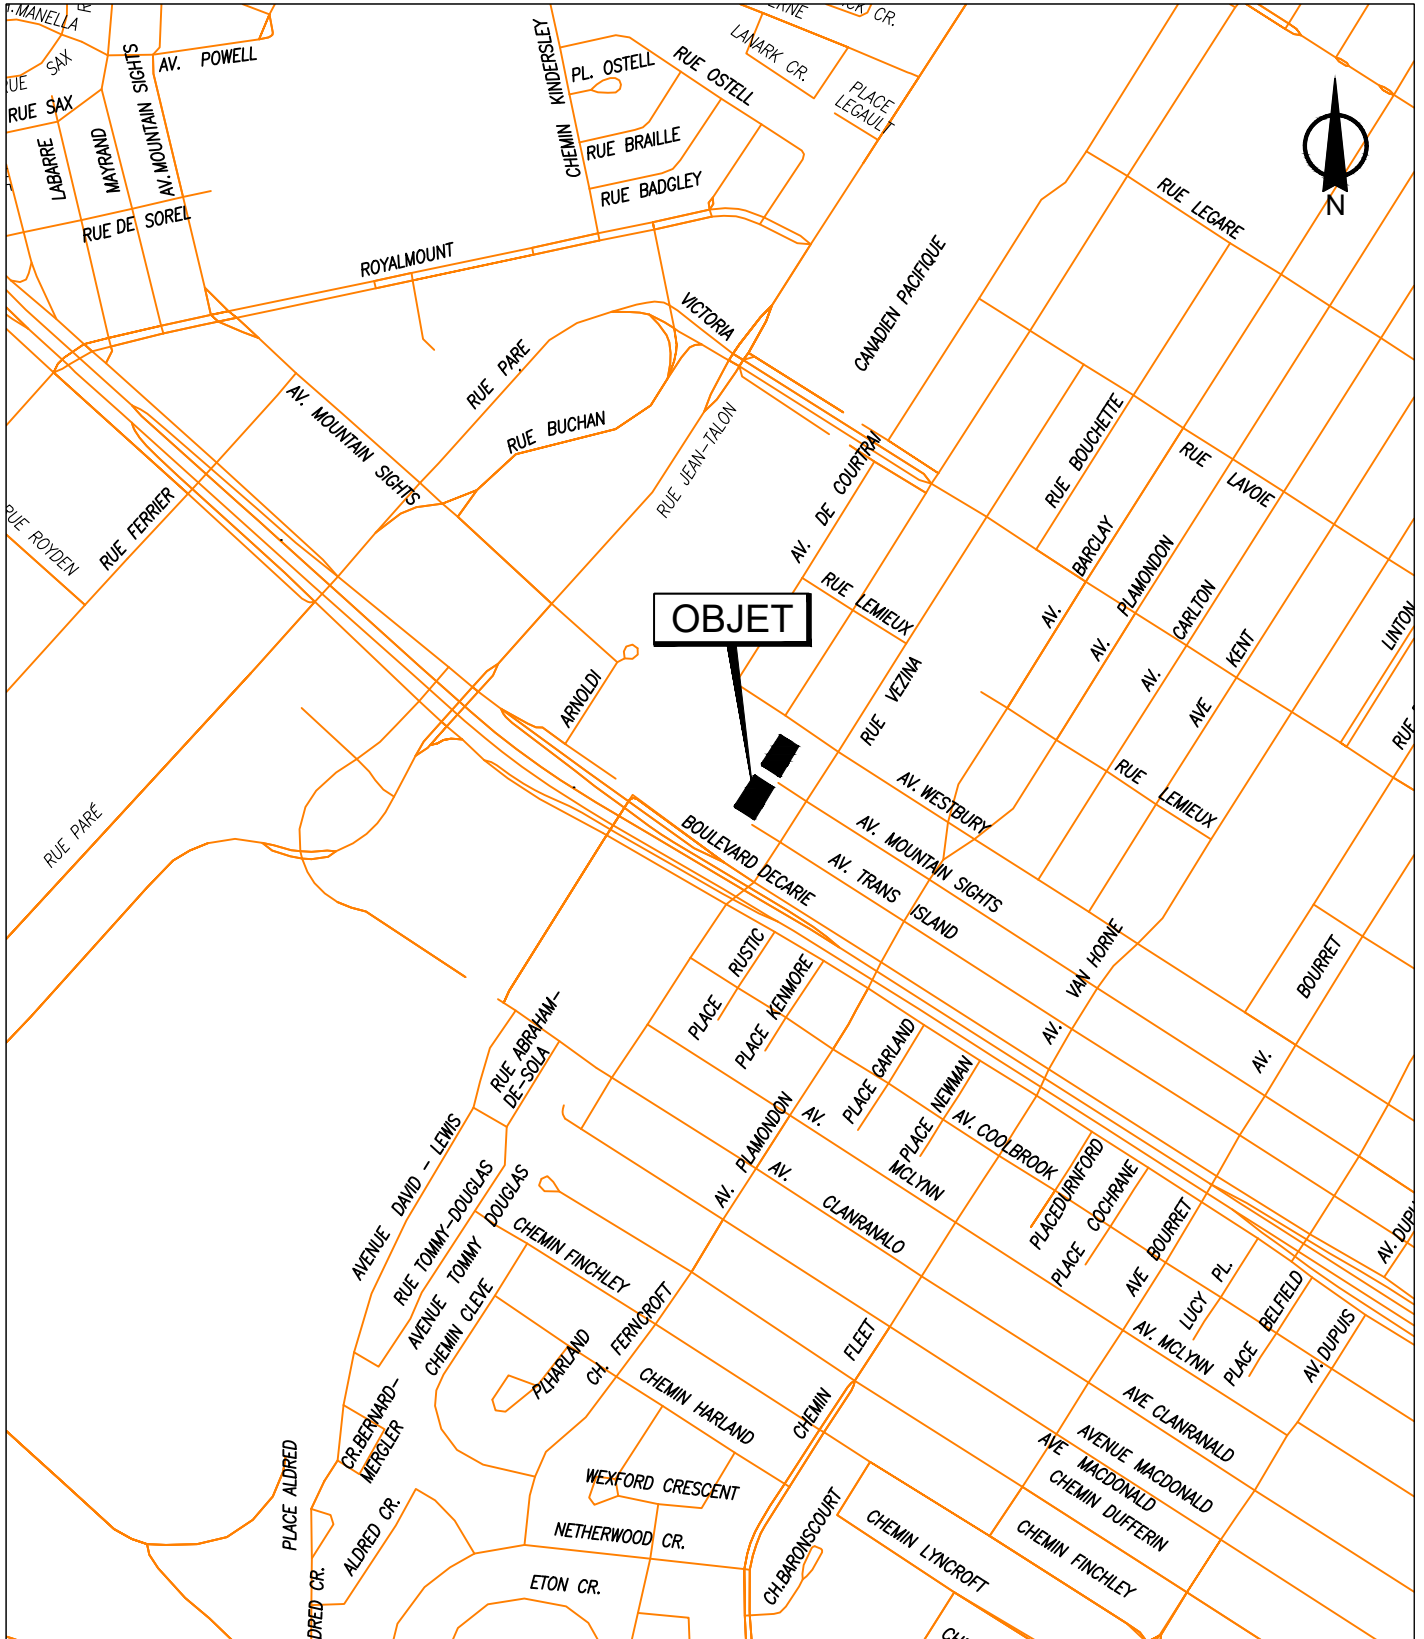 MANELLA
SAX
RUE SAX
LABARRE
MAYRAND
AV. MOUNTAIN SIGHTS
AV. POWELL
RUE DE SOREL
CHEMIN KINDERSLEY
PL. OSTELL
RUE OSTELL
RUE BRAILLE
RUE BADGLEY
LANARK CR.
CR.
PLACE
LEGAULT
RUE LEGARE
N
ROYALMOUNT
VICTORIA
CANADIEN PACIFIQUE
RUE PARE
RUE BUCHAN
AV. MOUNTAIN SIGHTS
RUE JEAN-TALON
RUE FERRIER
RUE ROYDEN
AV. DE COURTRAI
RUE BOUCHETTE
RUE LAVOIE
AV. BARCLAY
AV. PLAMONDON
AV. CARLTON
AVE KENT
LINTON
RUE LEMIEUX
OBJET
ARNOLDI
RUE VEZINA
RUE LEMIEUX
AV. WESTBURY
AV. MOUNTAIN SIGHTS
AV. TRANS ISLAND
BOULEVARD DECARIE
RUE PARÉ
PLACE RUSTIC
PLACE KENMORE
AV. VAN HORNE
AV. BOURRET
RUE ABRAHAM-
DE-SOLA
PLACE GARLAND
PLACE NEWMAN
AV. COOLBROOK
AV. MCLYNN
AV. PLAMONDON
AV. CLANRANALO
PLACEDURNFORD
PLACE COCHRANE
AVE BOURRET
LUCY PL.
PLACE BELFIELD
AV. DUPUIS
AVENUE DAVID - LEWIS
RUE TOMMY-DOUGLAS
AVENUE TOMMY DOUGLAS
CHEMIN CLEVE
CHEMIN FINCHLEY
PLHARLAND
CH. FERNCROFT
CHEMIN HARLAND
CHEMIN FLEET
AV. MCLYNN
AVE CLANRANALD
AVENUE MACDONALD
AVE MACDONALD
CHEMIN DUFFERIN
CHEMIN FINCHLEY
CR.BERNARD-
MERGLER
PLACE ALDRED
ALDRED CR.
WEXFORD CRESCENT
NETHERWOOD CR.
ETON CR.
CH.BARONSCOURT
CHEMIN LYNCROFT